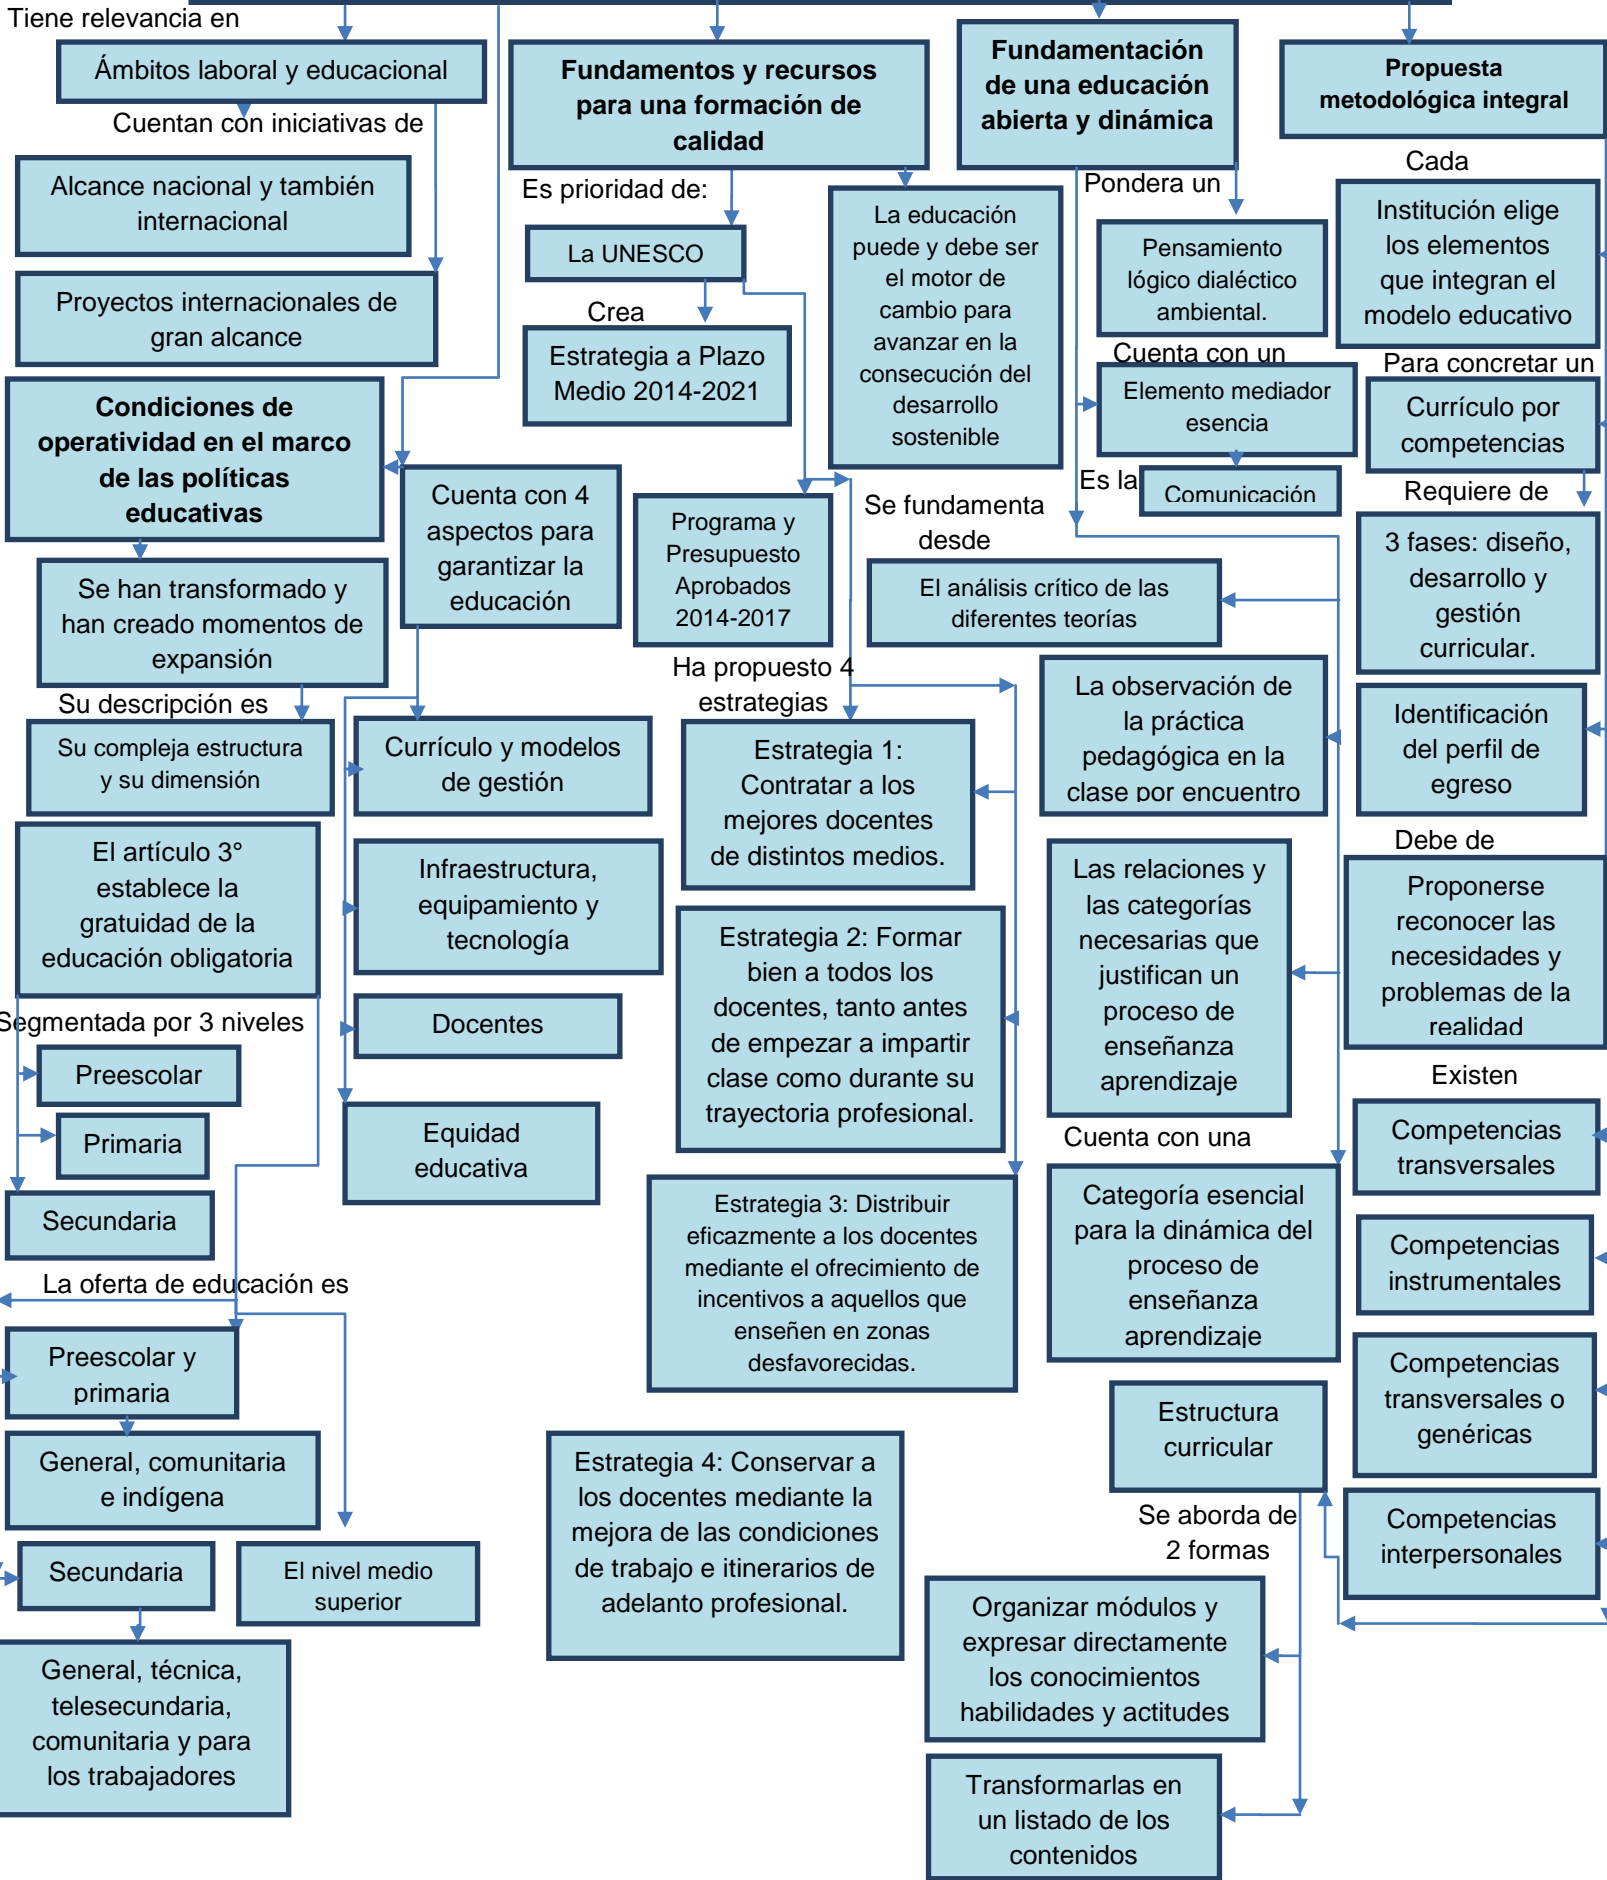 Tiene relevancia en
Ámbitos laboral y educacional
Cuentan con iniciativas de
Alcance nacional y también
internacional
Proyectos internacionales de
gran alcance
Condiciones de
operatividad en el marco
de las políticas
educativas
Se han transformado y
han creado momentos de
expansión
Su descripción es
Su compleja estructura
y su dimensión
El artículo 3°
establece la
gratuidad de la
educación obligatoria
Segmentada por 3 niveles
Preescolar
Primaria
Secundaria
La oferta de educación es
Preescolar y
primaria
General, comunitaria
e indígena
Secundaria
El nivel medio
superior
General, técnica,
telesecundaria,
comunitaria y para
los trabajadores
Cuenta con 4
aspectos para
garantizar la
educación
Currículo y modelos
de gestión
Infraestructura,
equipamiento y
tecnología
Docentes
Equidad
educativa
Fundamentos y recursos
para una formación de
calidad
Es prioridad de:
La UNESCO
Crea
Estrategia a Plazo
Medio 2014-2021
La educación
puede y debe ser
el motor de
cambio para
avanzar en la
consecución del
desarrollo
sostenible
Programa y
Presupuesto
Aprobados
2014-2017
Ha propuesto 4
estrategias
Estrategia 1:
Contratar a los
mejores docentes
de distintos medios.
Estrategia 2: Formar
bien a todos los
docentes, tanto antes
de empezar a impartir
clase como durante su
trayectoria profesional.
Estrategia 3: Distribuir
eficazmente a los docentes
mediante el ofrecimiento de
incentivos a aquellos que
enseñen en zonas
desfavorecidas.
Estrategia 4: Conservar a
los docentes mediante la
mejora de las condiciones
de trabajo e itinerarios de
adelanto profesional.
Fundamentación
de una educación
abierta y dinámica
Pondera un
Pensamiento
lógico dialéctico
ambiental.
Cuenta con un
Elemento mediador
esencia
Es la
Comunicación
Se fundamenta
desde
El análisis crítico de las
diferentes teorías
La observación de
la práctica
pedagógica en la
clase por encuentro
Las relaciones y
las categorías
necesarias que
justifican un
proceso de
enseñanza
aprendizaje
Cuenta con una
Categoría esencial
para la dinámica del
proceso de
enseñanza
aprendizaje
Propuesta
metodológica integral
Cada
Institución elige
los elementos
que integran el
modelo educativo
Para concretar un
Currículo por
competencias
Requiere de
3 fases: diseño,
desarrollo y
gestión
curricular.
Identificación
del perfil de
egreso
Debe de
Proponerse
reconocer las
necesidades y
problemas de la
realidad
Existen
Competencias
transversales
Competencias
instrumentales
Competencias
transversales o
genéricas
Competencias
interpersonales
Estructura
curricular
Se aborda de
2 formas
Organizar módulos y
expresar directamente
los conocimientos
habilidades y actitudes
Transformarlas en
un listado de los
contenidos